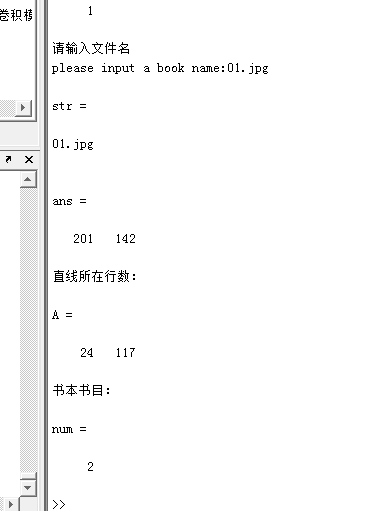 卷积模
1
请输入文件名
please input a book name:01.jpg
str =
01.jpg
ans =
201   142
直线所在行数:
A =
24   117
书本书目:
num =
2
>>